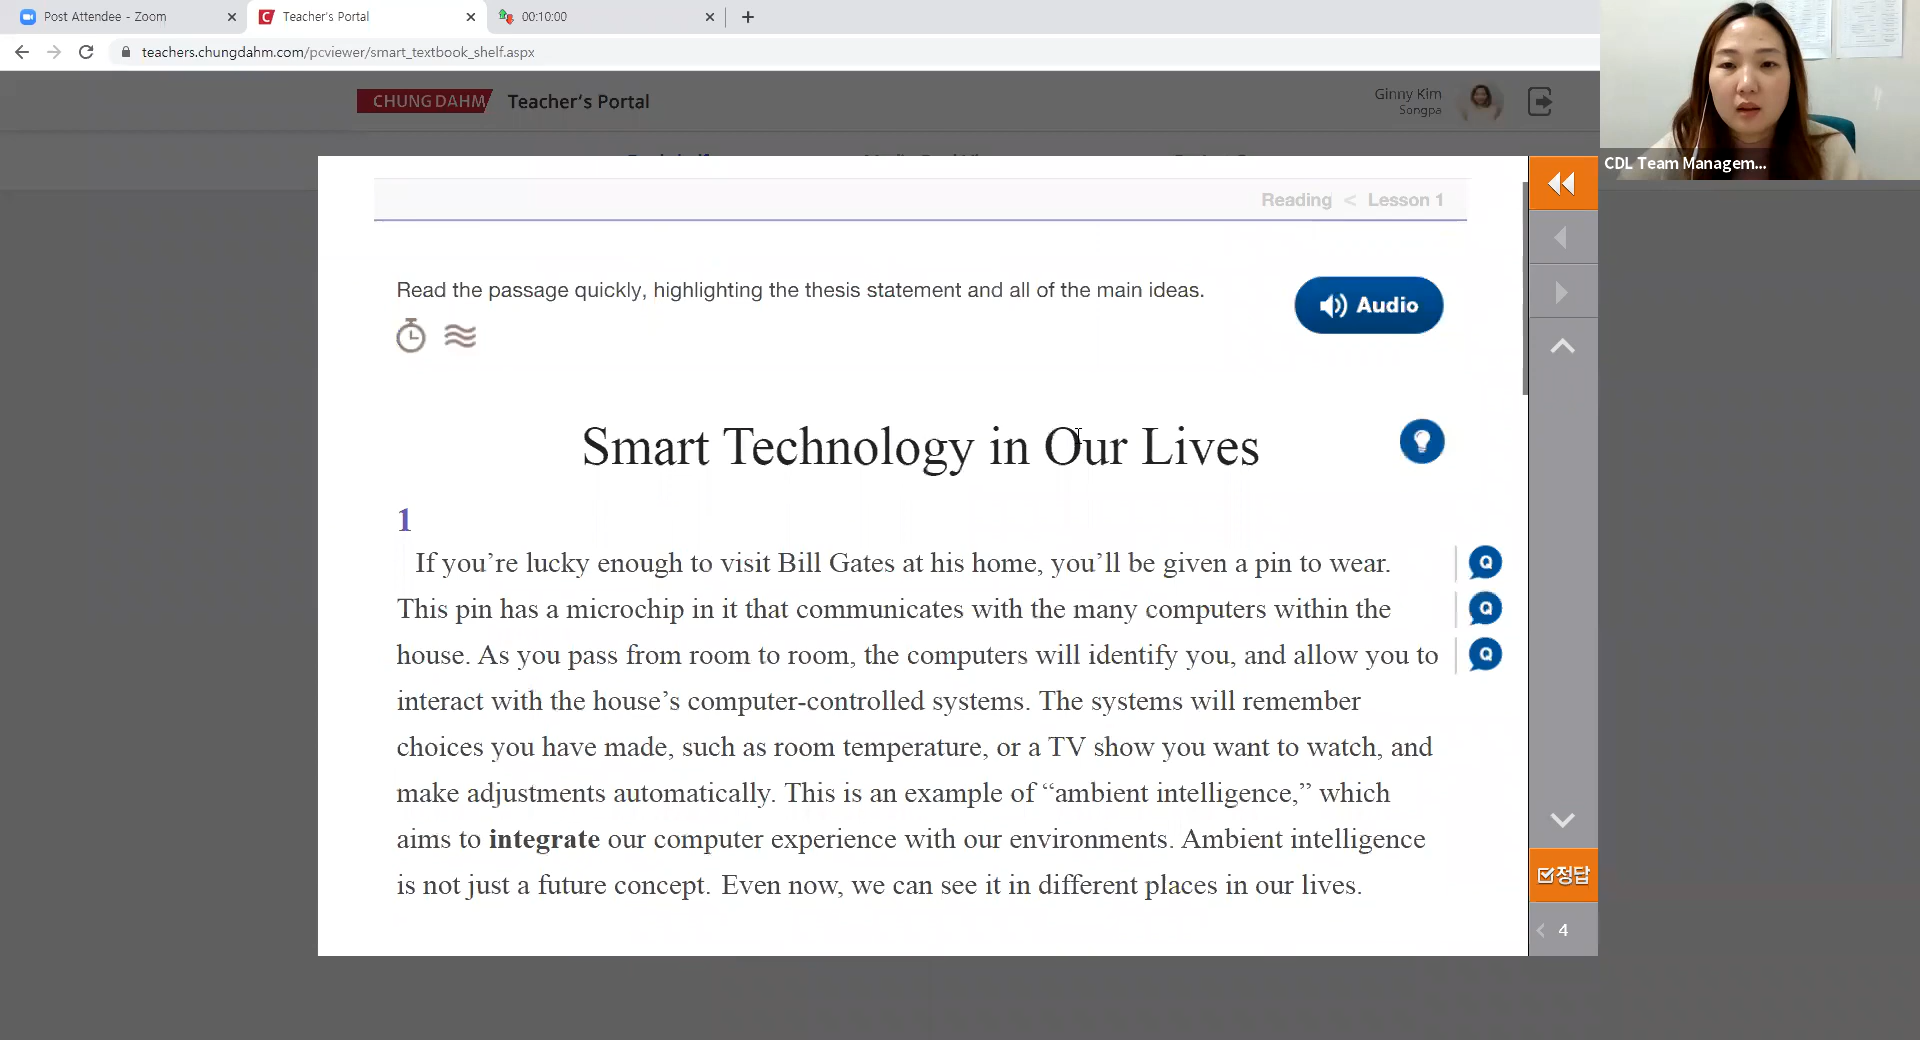 Post Attendee - Zoom
Teacher's Portal
00:10:00
teachers.chungdahm.com/pcviewer/smart_textbook_shelf.aspx
CHUNGDAHM Teacher's Portal
Ginny Kim
Songpa
CDL Team Managem...
Reading < Lesson 1
Read the passage quickly, highlighting the thesis statement and all of the main ideas.
Audio
Smart Technology in Our Lives
1
If you're lucky enough to visit Bill Gates at his home, you'll be given a pin to wear.
Q
This pin has a microchip in it that communicates with the many computers within the
Q
house. As you pass from room to room, the computers will identify you, and allow you to
Q
interact with the house's computer-controlled systems. The systems will remember
choices you have made, such as room temperature, or a TV show you want to watch, and
make adjustments automatically. This is an example of “ambient intelligence,” which
aims to integrate our computer experience with our environments. Ambient intelligence
is not just a future concept. Even now, we can see it in different places in our lives.
정답
4